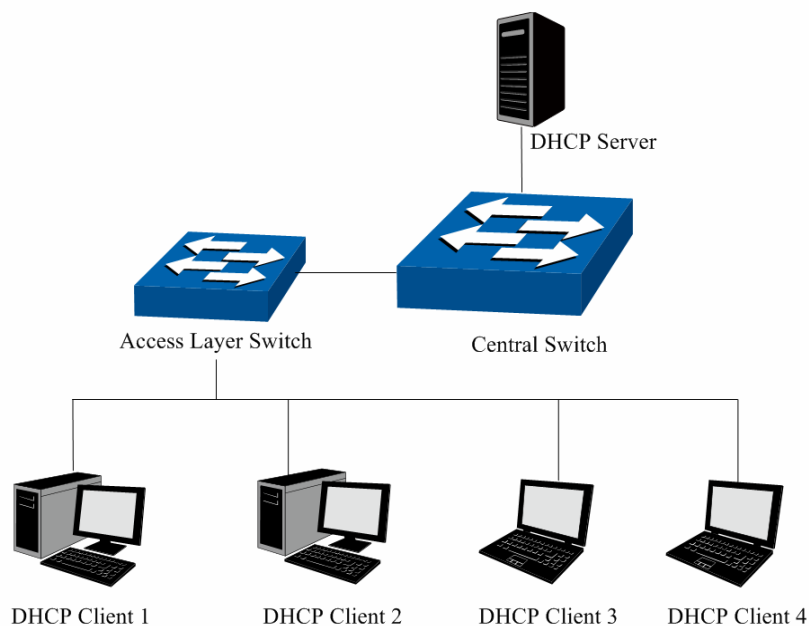 DHCP Server
Access Layer Switch
Central Switch
DHCP Client 1
DHCP Client 2
DHCP Client 3
DHCP Client 4